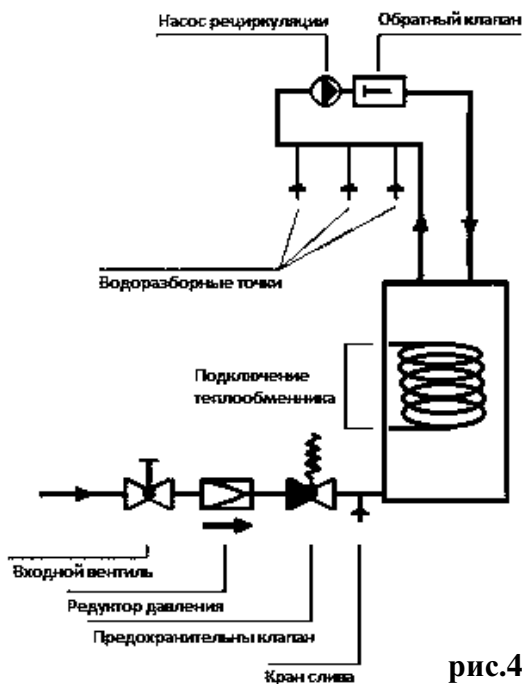 Насос рециркуляции
Обратный клапан
Водоразборные точки
Подключение
теплообменника
Входной вентиль
Редуктор давления
Предохранительны клапан
Кран слива
рис.4